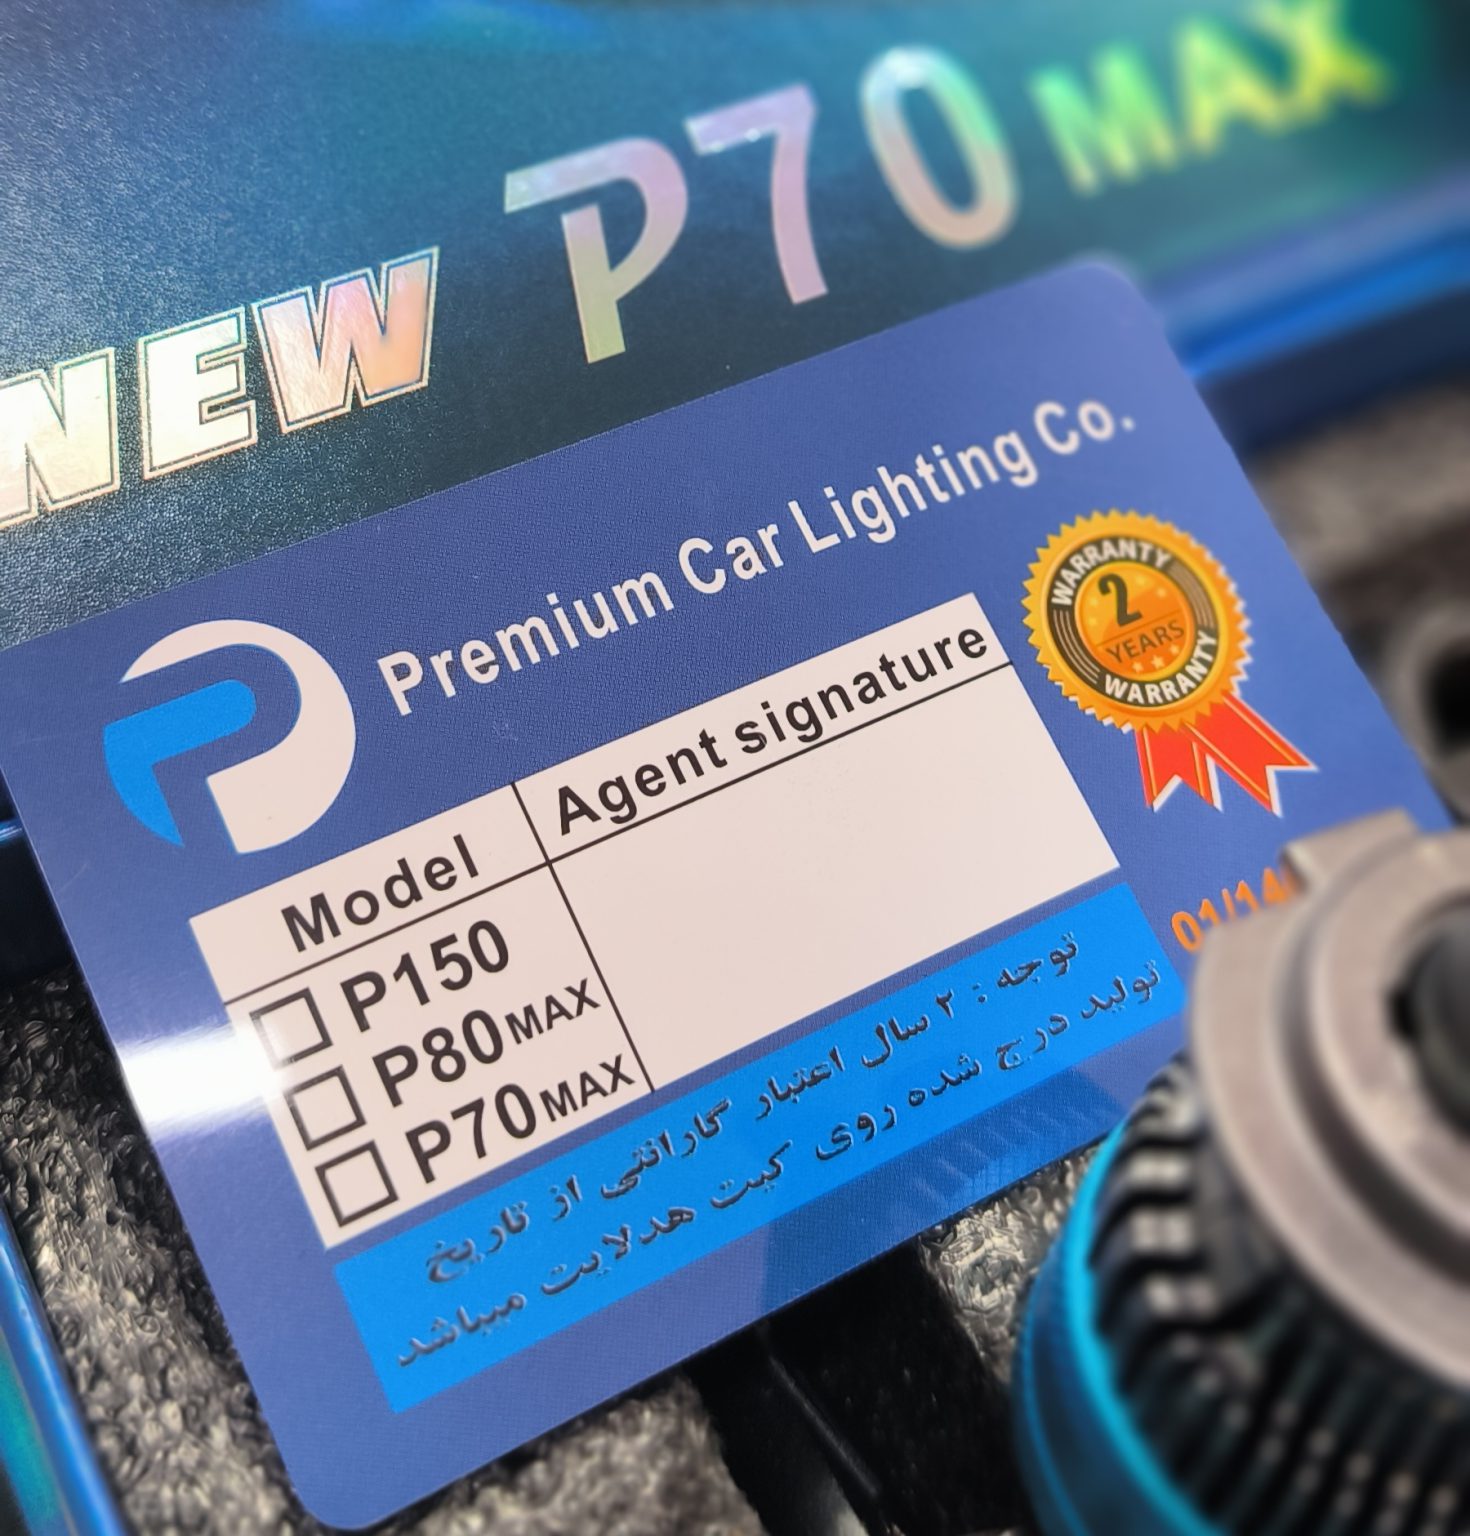 NEW P70 MAX
Premium Car Lighting Co.
WARRANTY
2
YEARS
WARRANTY
Model
Agent signature
P150
P80MAX
P70MAX
توجه : ۲ سال اعتبار گارانتی از تاریخ
تولید درج شده روی کیت هدلایت میباشد